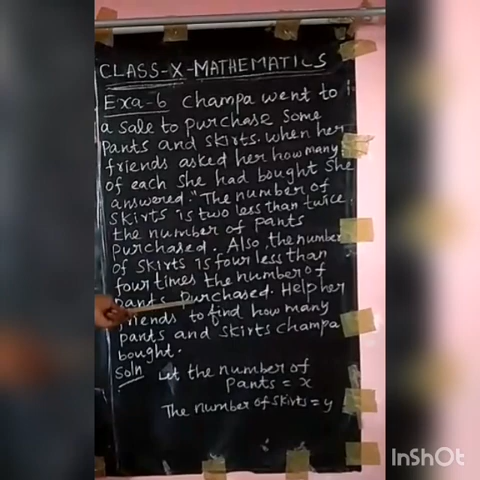 CLASS-X-MATHEMATICS
Exa-6 Champa went to
a sale to purchase some
pants and skirts. when her
friends asked her how many
of each she had bought she
answered. "The number of
skirts is two less than twice
the number of pants
purchased. Also the number
of skirts is four less than
four times the number of
pants purchased. Help her
friends to find how many
pants and skirts champa
bought.
Soln Let the number of
pants = x
The number of skirts = y
InShOt